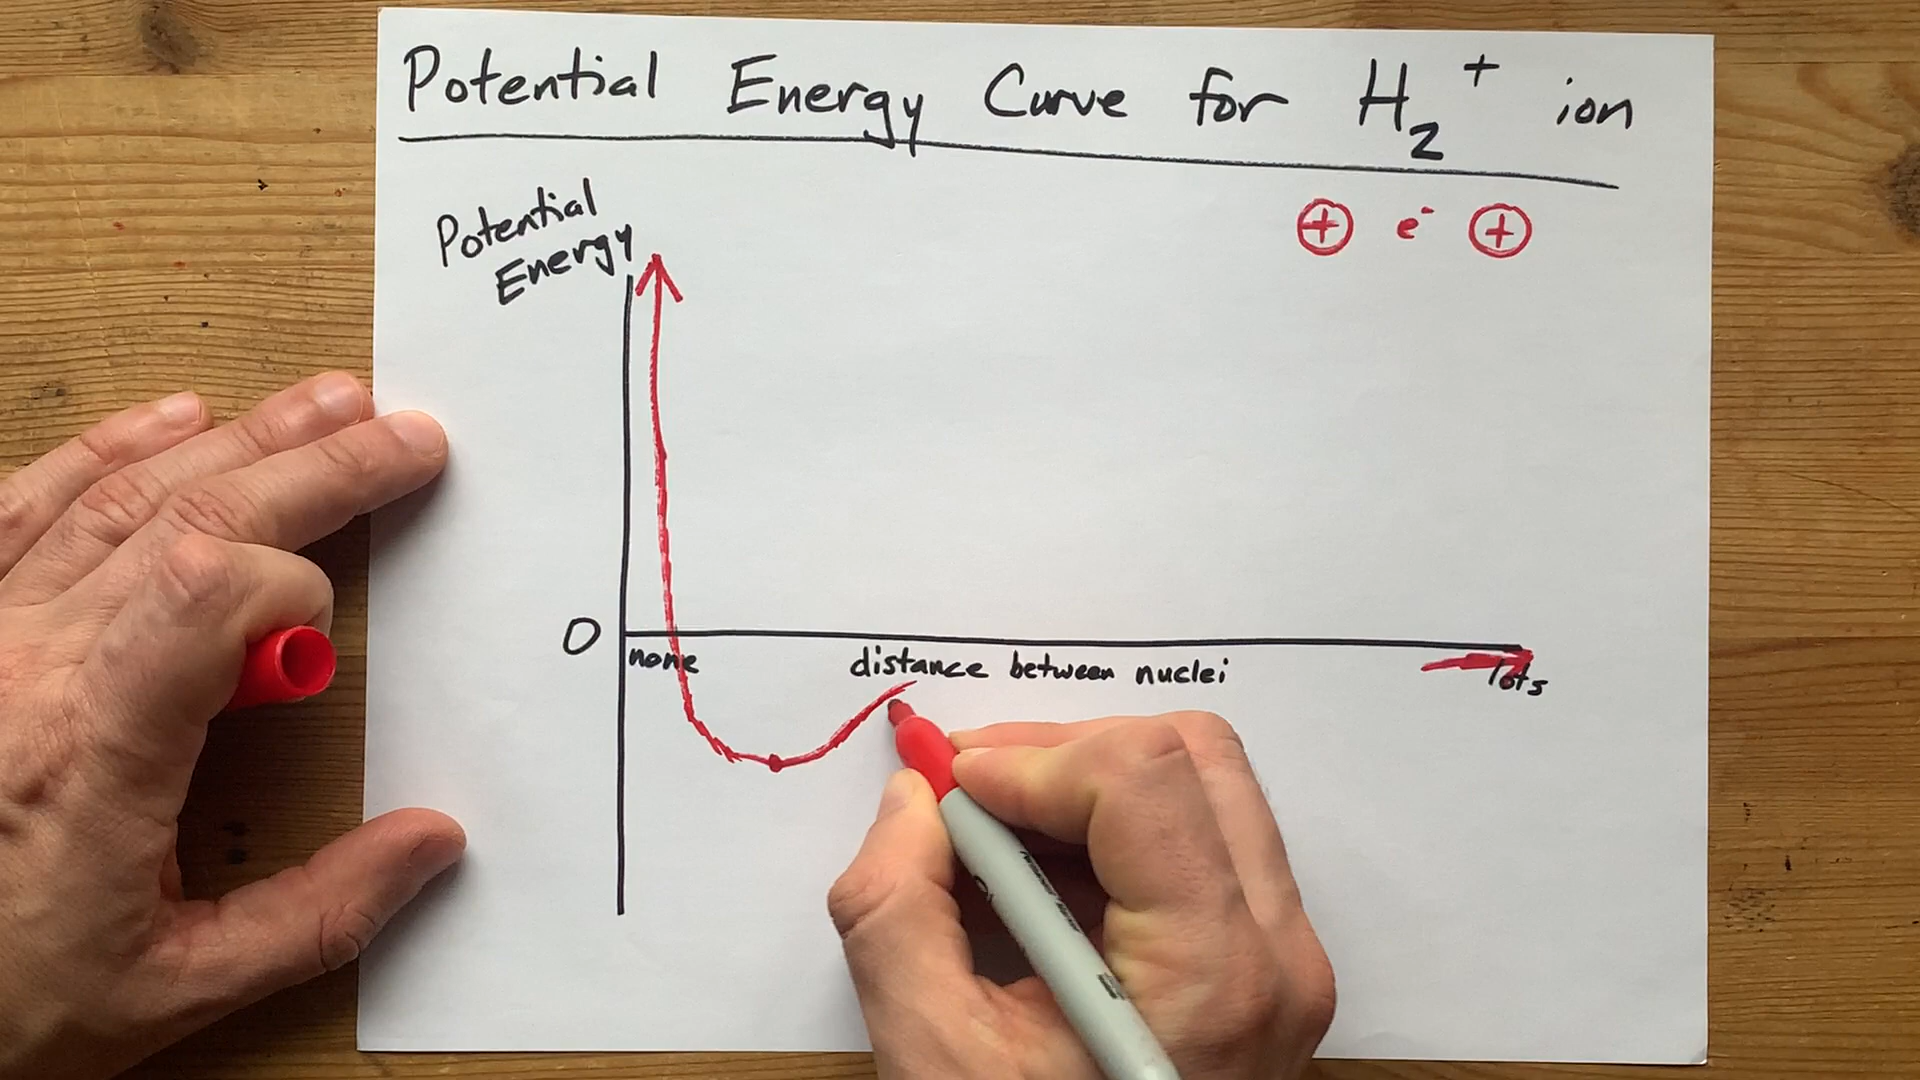 Potential Energy Curve for H₂⁺ ion
Potential
Energy
+ e⁻ +
0
none distance between nuclei lots